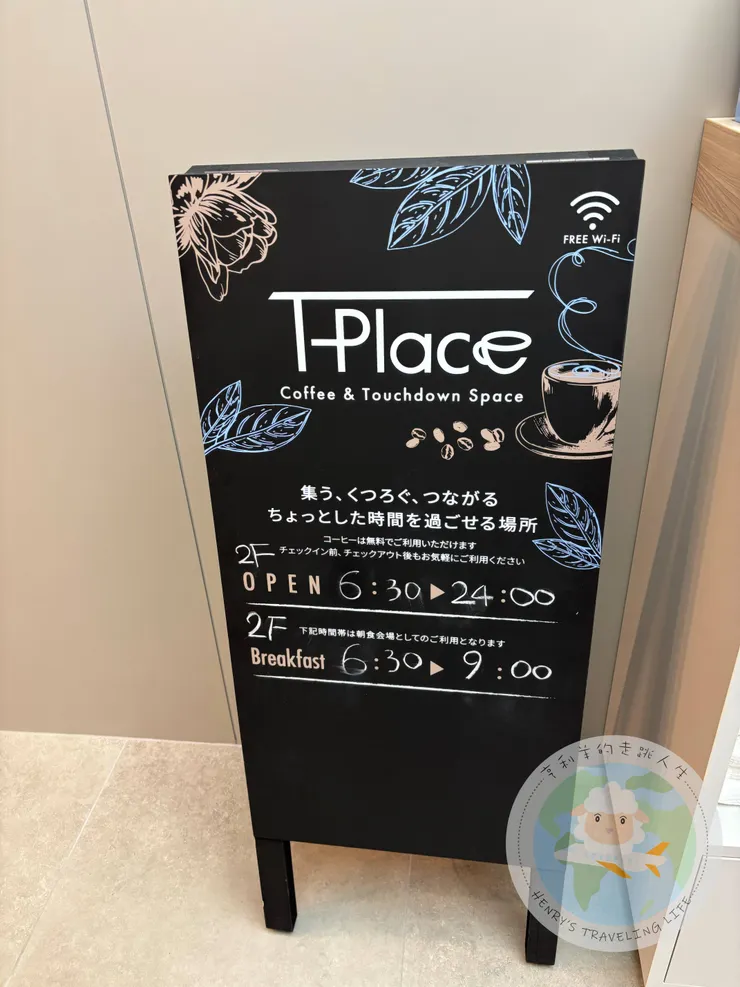 FREE Wi-Fi
T-Place
Coffee & Touchdown Space
集う、くつろぐ、つながる
ちょっとした時間を過ごせる場所
コーヒーは無料でご利用いただけます
チェックイン前、チェックアウト後もお気軽にご利用ください
2F
OPEN 6:30▶24:00
2F 下記時間帯は朝食会場としてのご利用となります
Breakfast 6:30▶9:00
亨利羊的走跳人生
HENRY'S TRAVELING LIFE